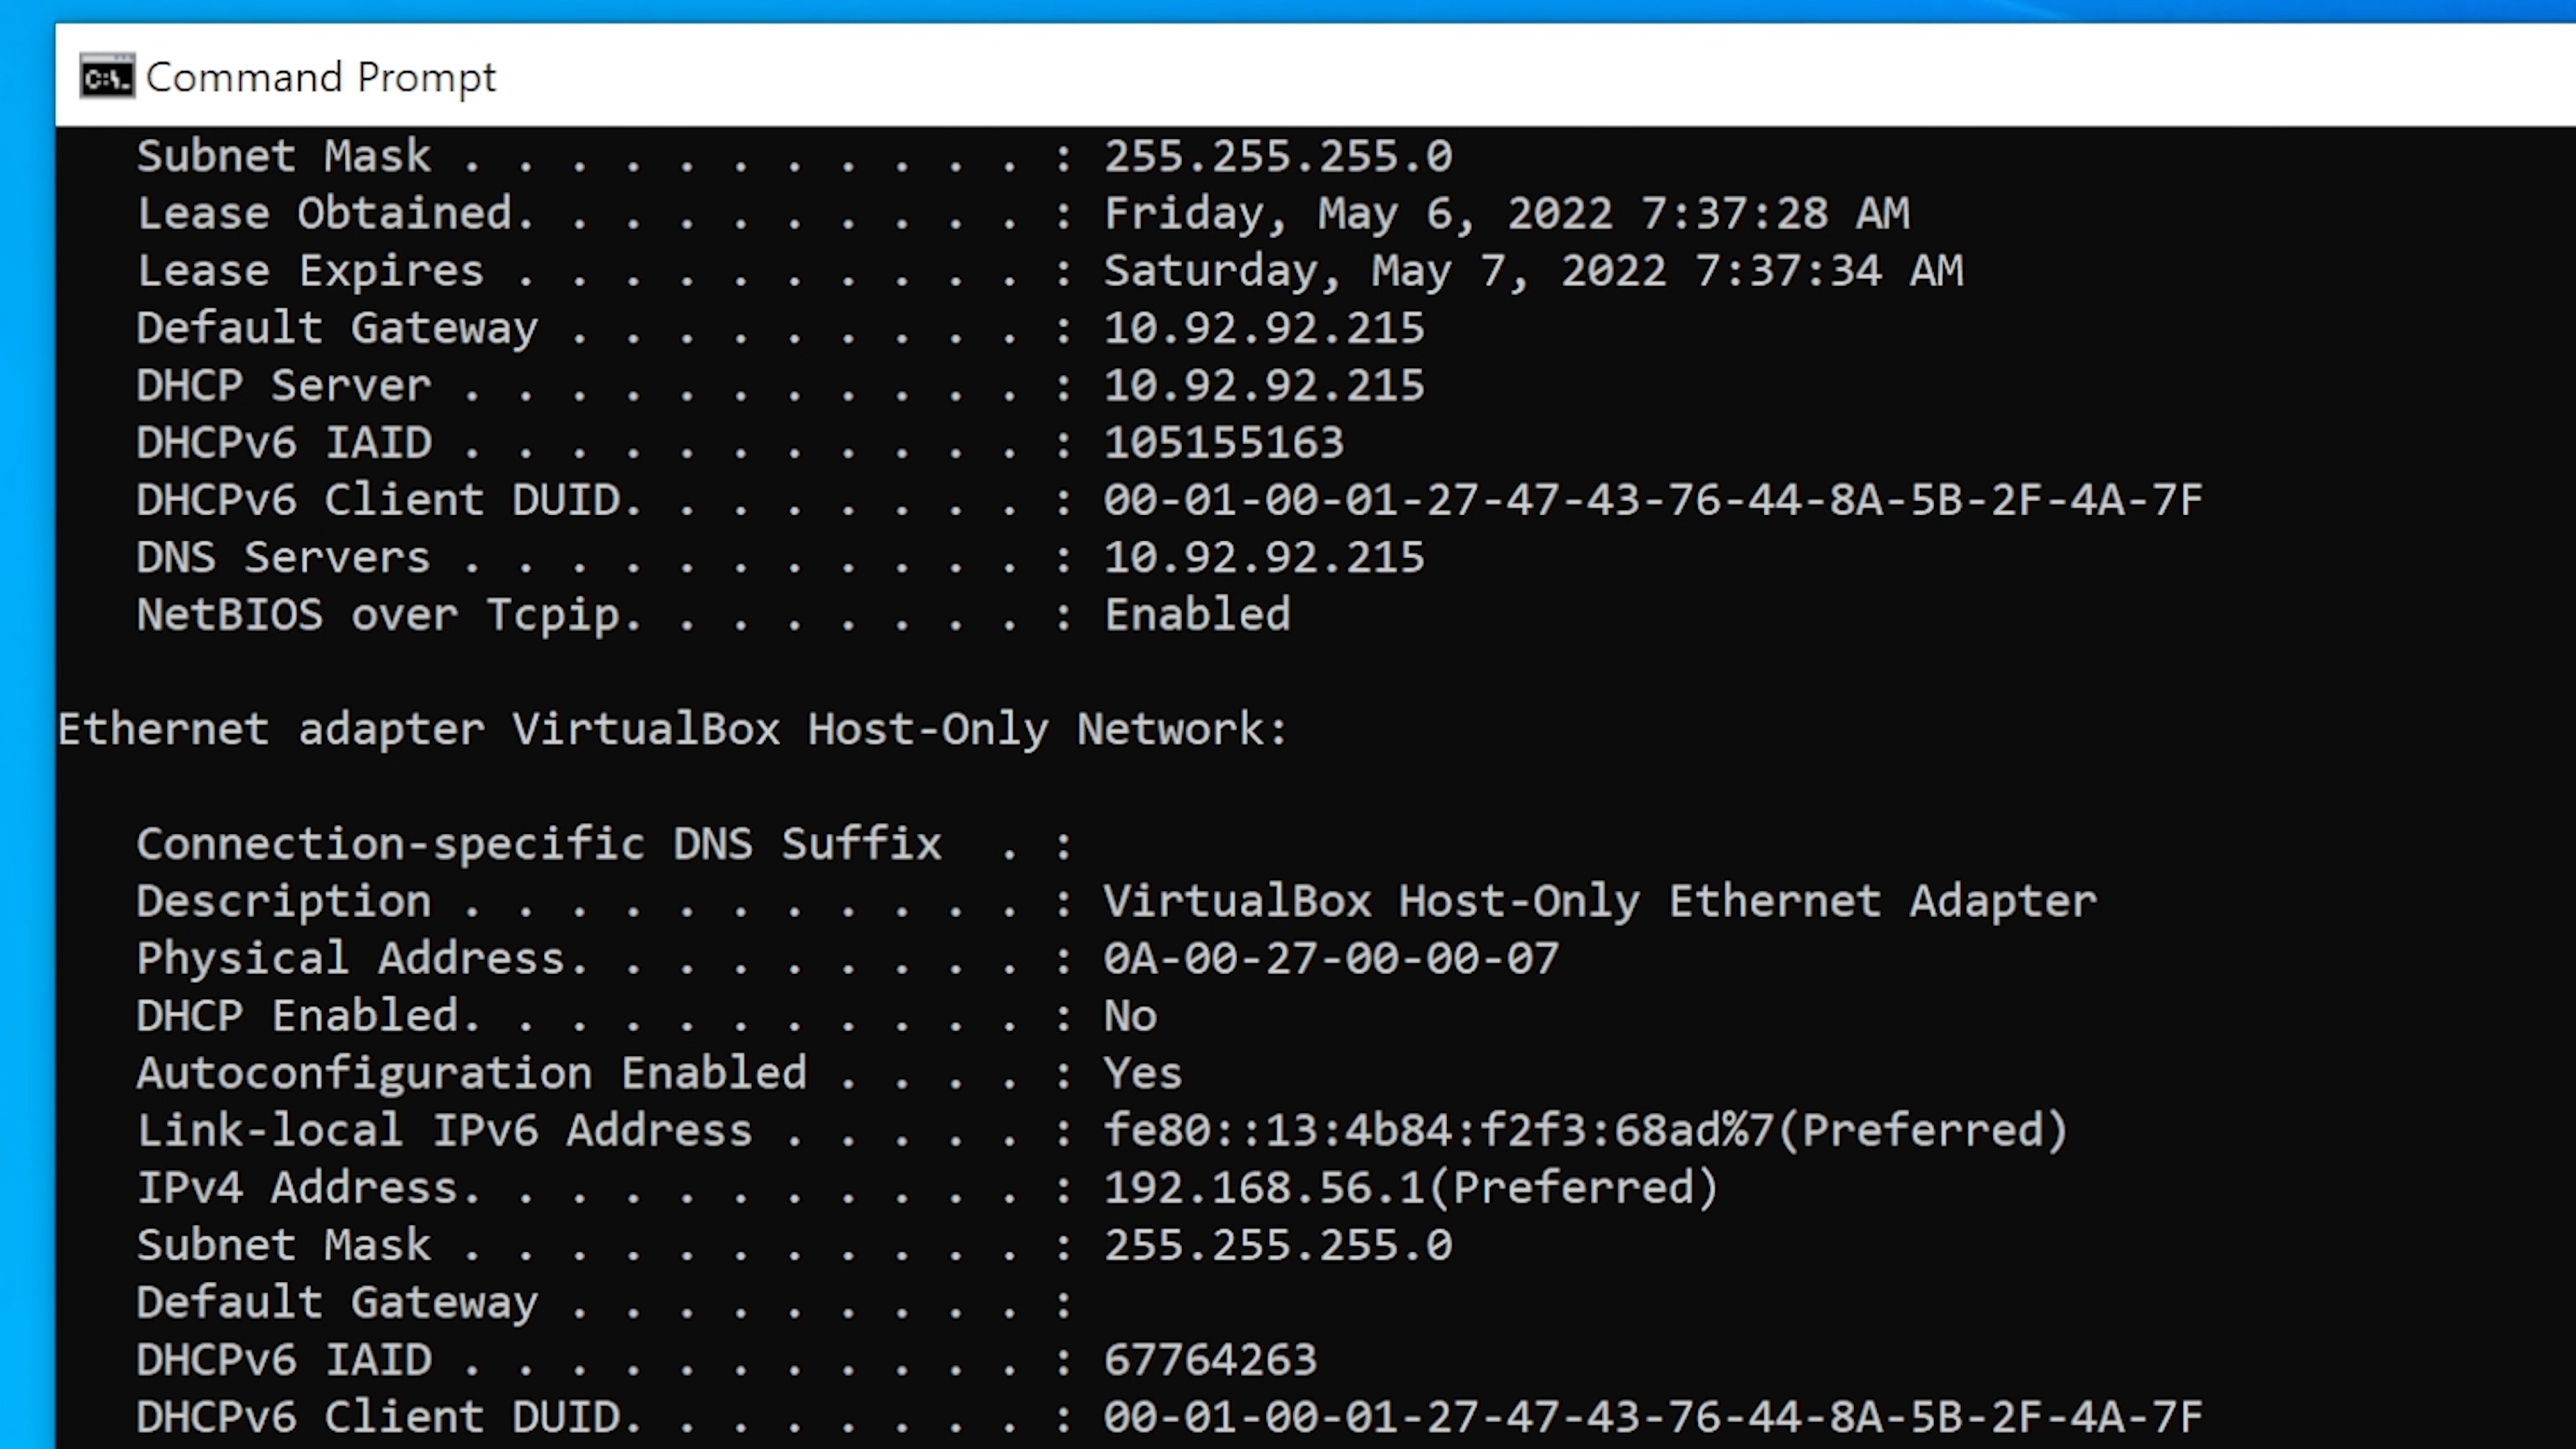 C:\.
Command Prompt
Subnet Mask . . . . . . . . . . . : 255.255.255.0
Lease Obtained. . . . . . . . . . : Friday, May 6, 2022 7:37:28 AM
Lease Expires . . . . . . . . . . : Saturday, May 7, 2022 7:37:34 AM
Default Gateway . . . . . . . . . : 10.92.92.215
DHCP Server . . . . . . . . . . . : 10.92.92.215
DHCPv6 IAID . . . . . . . . . . . : 105155163
DHCPv6 Client DUID. . . . . . . . : 00-01-00-01-27-47-43-76-44-8A-5B-2F-4A-7F
DNS Servers . . . . . . . . . . . : 10.92.92.215
NetBIOS over Tcpip. . . . . . . . : Enabled
Ethernet adapter VirtualBox Host-Only Network:
Connection-specific DNS Suffix  . :
Description . . . . . . . . . . . : VirtualBox Host-Only Ethernet Adapter
Physical Address. . . . . . . . . : 0A-00-27-00-00-07
DHCP Enabled. . . . . . . . . . . : No
Autoconfiguration Enabled . . . . : Yes
Link-local IPv6 Address . . . . . : fe80::13:4b84:f2f3:68ad%7(Preferred)
IPv4 Address. . . . . . . . . . . : 192.168.56.1(Preferred)
Subnet Mask . . . . . . . . . . . : 255.255.255.0
Default Gateway . . . . . . . . . :
DHCPv6 IAID . . . . . . . . . . . : 67764263
DHCPv6 Client DUID. . . . . . . . : 00-01-00-01-27-47-43-76-44-8A-5B-2F-4A-7F